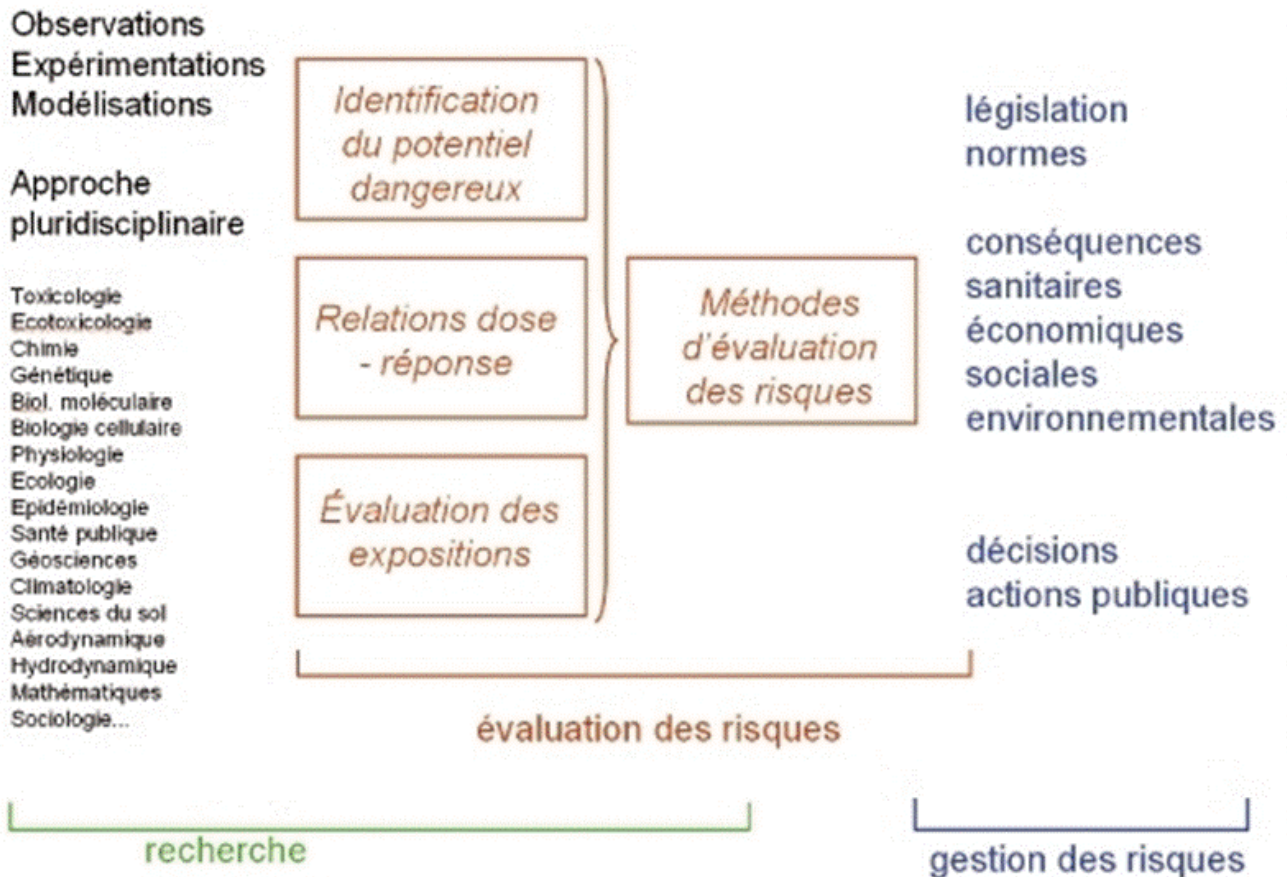 Observations
Expérimentations
Modélisations
Approche
pluridisciplinaire
Toxicologie
Ecotoxicologie
Chimie
Génétique
Biol. moléculaire
Biologie cellulaire
Physiologie
Ecologie
Epidémiologie
Santé publique
Géosciences
Climatologie
Sciences du sol
Aérodynamique
Hydrodynamique
Mathématiques
Sociologie...
Identification
du potentiel
dangereux
Relations dose
- réponse
Évaluation des
expositions
Méthodes
d'évaluation
des risques
législation
normes
conséquences
sanitaires
économiques
sociales
environnementales
décisions
actions publiques
évaluation des risques
recherche
gestion des risques